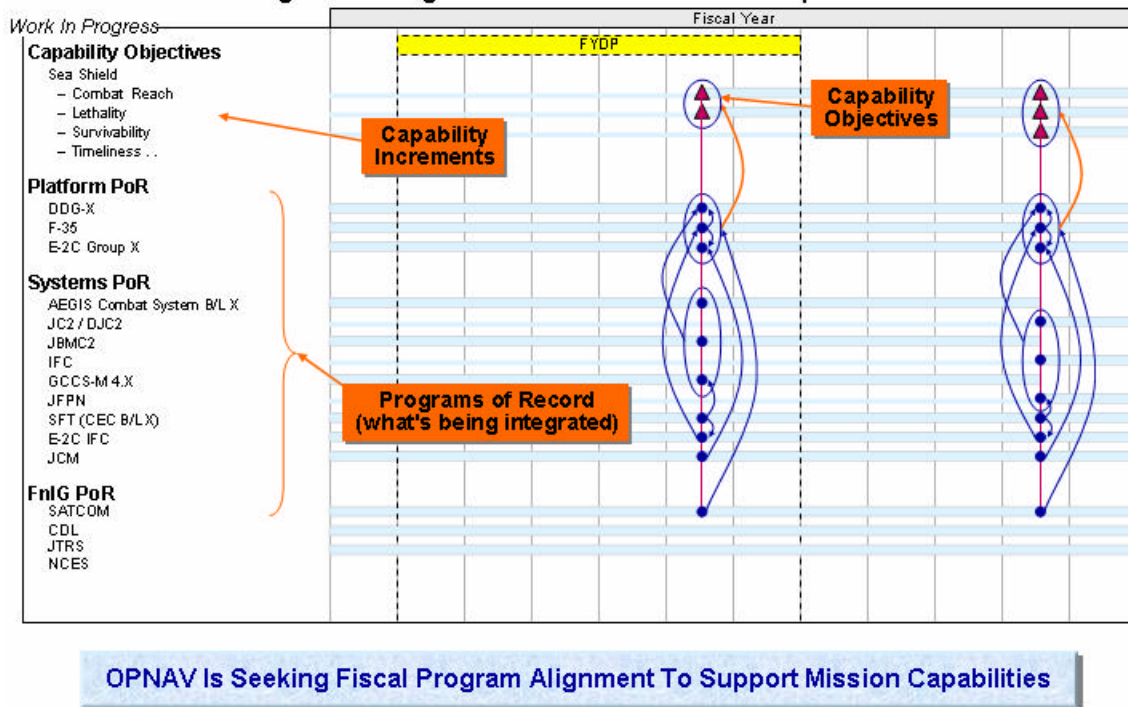 Work In Progress
Fiscal Year
FYDP
Capability Objectives
Sea Shield
– Combat Reach
– Lethality
– Survivability
– Timeliness . .
Capability
Increments
Capability
Objectives
Platform PoR
DDG-X
F-35
E-2C Group X
Systems PoR
AEGIS Combat System B/L X
JC2 / DJC2
JBMC2
IFC
GCCS-M 4.X
JFPN
SFT (CEC B/L X)
E-2C IFC
JCM
Programs of Record
(what's being integrated)
FnIG PoR
SATCOM
CDL
JTRS
NCES
OPNAV Is Seeking Fiscal Program Alignment To Support Mission Capabilities